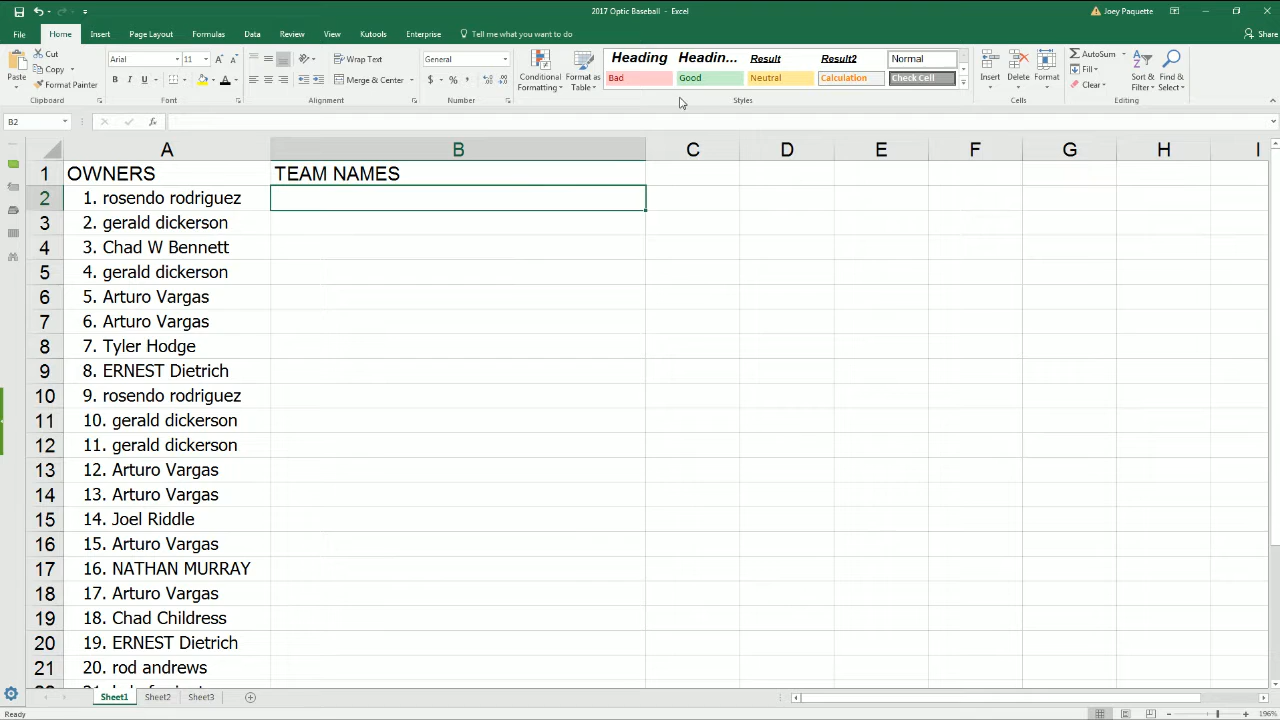 2017 Optic Baseball - Excel
Joey Paquette
File Home Insert Page Layout Formulas Data Review View Kutools Enterprise Tell me what you want to do
Share
Paste
Cut
Copy
Format Painter
Clipboard
Arial 11
B I U
Font
Wrap Text
Merge & Center
Alignment
General
$ % ,
Number
Conditional Formatting
Format as Table
Heading Headin... Result Result2 Normal
Bad Good Neutral Calculation Check Cell
Styles
Insert Delete Format
Cells
AutoSum
Fill
Clear
Sort & Filter
Find & Select
Editing
B2
fx
A B C D E F G H I
1 OWNERS TEAM NAMES
2 1. rosendo rodriguez
3 2. gerald dickerson
4 3. Chad W Bennett
5 4. gerald dickerson
6 5. Arturo Vargas
7 6. Arturo Vargas
8 7. Tyler Hodge
9 8. ERNEST Dietrich
10 9. rosendo rodriguez
11 10. gerald dickerson
12 11. gerald dickerson
13 12. Arturo Vargas
14 13. Arturo Vargas
15 14. Joel Riddle
16 15. Arturo Vargas
17 16. NATHAN MURRAY
18 17. Arturo Vargas
19 18. Chad Childress
20 19. ERNEST Dietrich
21 20. rod andrews
Sheet1 Sheet2 Sheet3
Ready
196%